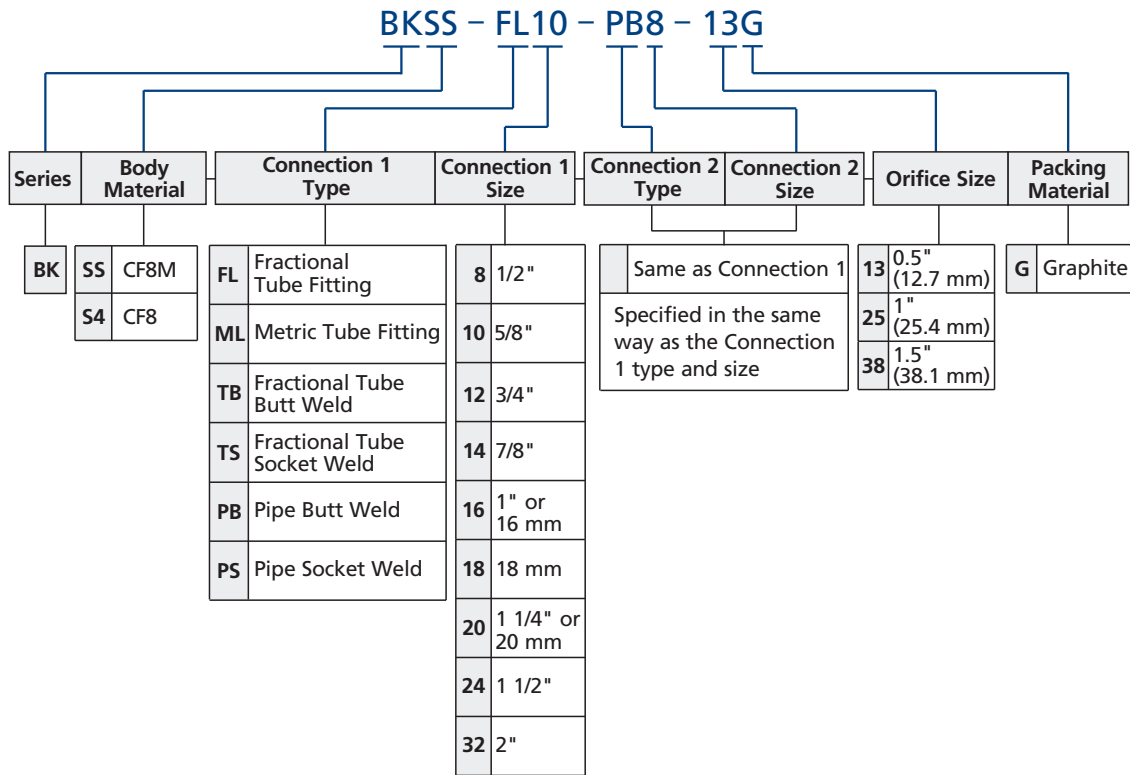 BKSS – FL10 – PB8 – 13G
Series
Body
Material
Connection 1
Type
Connection 1
Size
Connection 2
Type
Connection 2
Size
Orifice Size
Packing
Material
BK
SS CF8M
S4 CF8
FL Fractional
Tube Fitting
ML Metric Tube Fitting
TB Fractional Tube
Butt Weld
TS Fractional Tube
Socket Weld
PB Pipe Butt Weld
PS Pipe Socket Weld
8 1/2"
10 5/8"
12 3/4"
14 7/8"
16 1" or
16 mm
18 18 mm
20 1 1/4" or
20 mm
24 1 1/2"
32 2"
Same as Connection 1
Specified in the same
way as the Connection
1 type and size
13 0.5"
(12.7 mm)
25 1"
(25.4 mm)
38 1.5"
(38.1 mm)
G Graphite